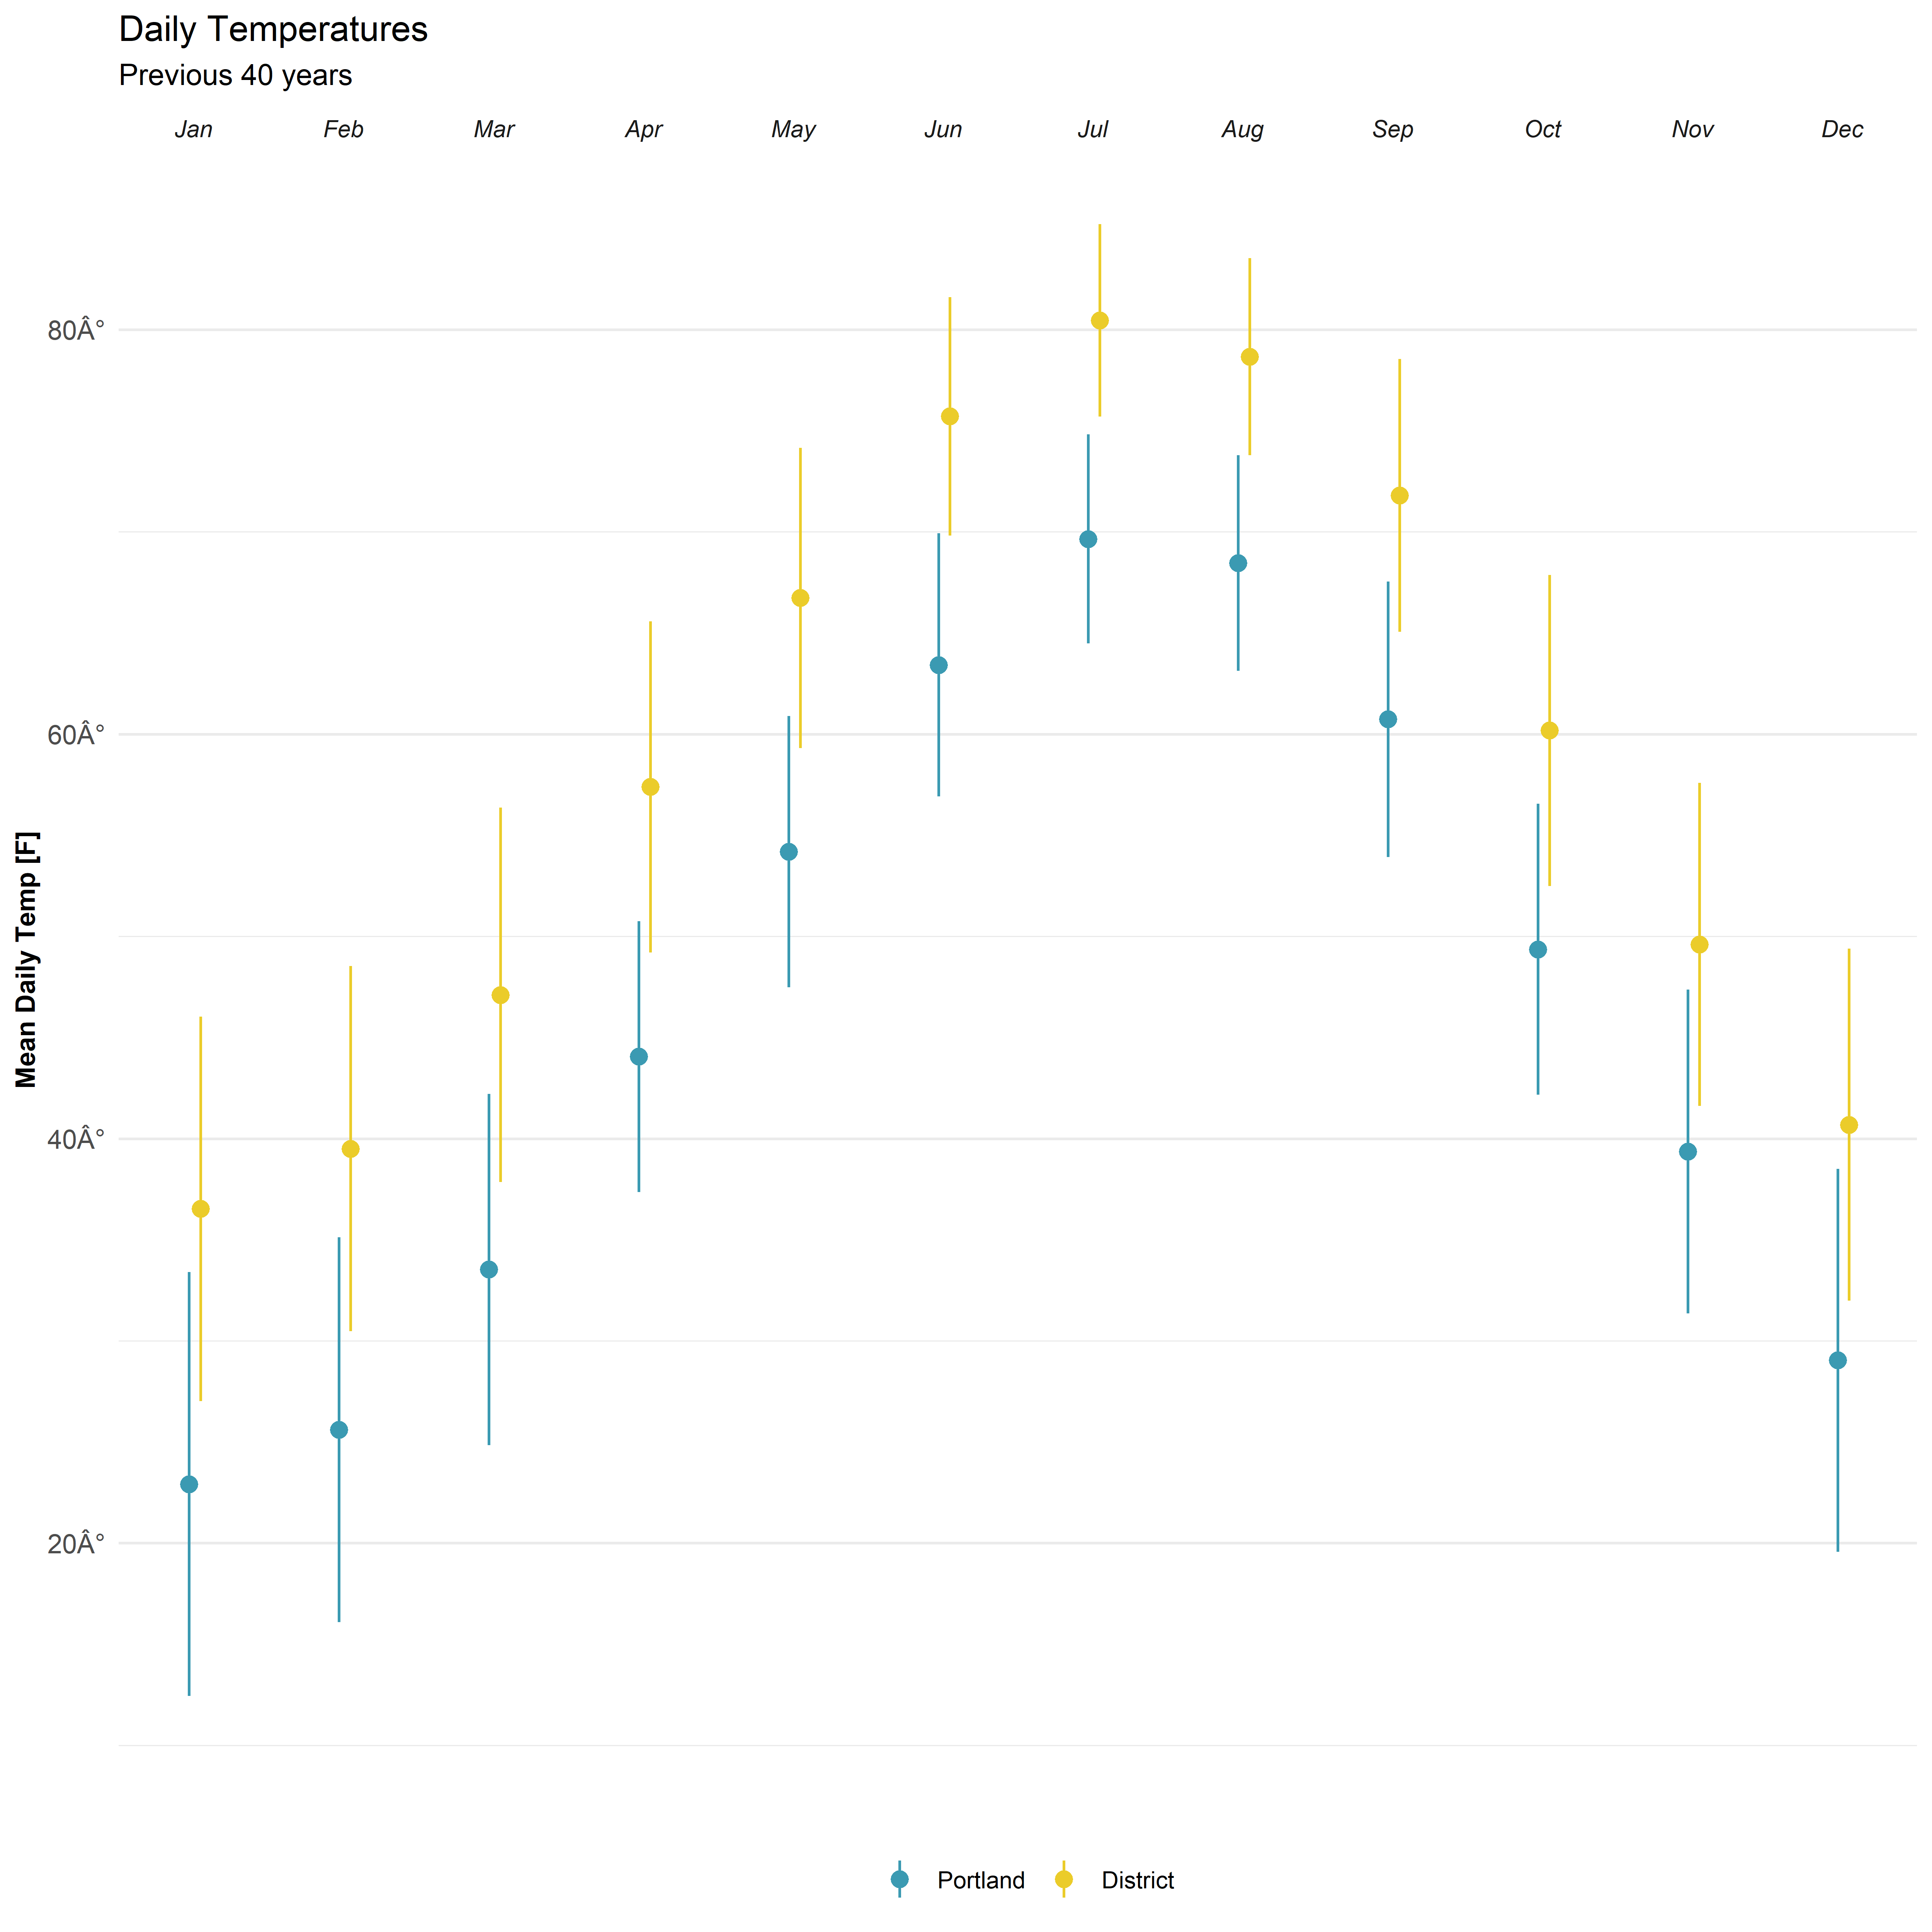 Daily Temperatures
Previous 40 years
Jan Feb Mar Apr May Jun Jul Aug Sep Oct Nov Dec
80Â°
60Â°
40Â°
20Â°
Mean Daily Temp [F]
Portland District